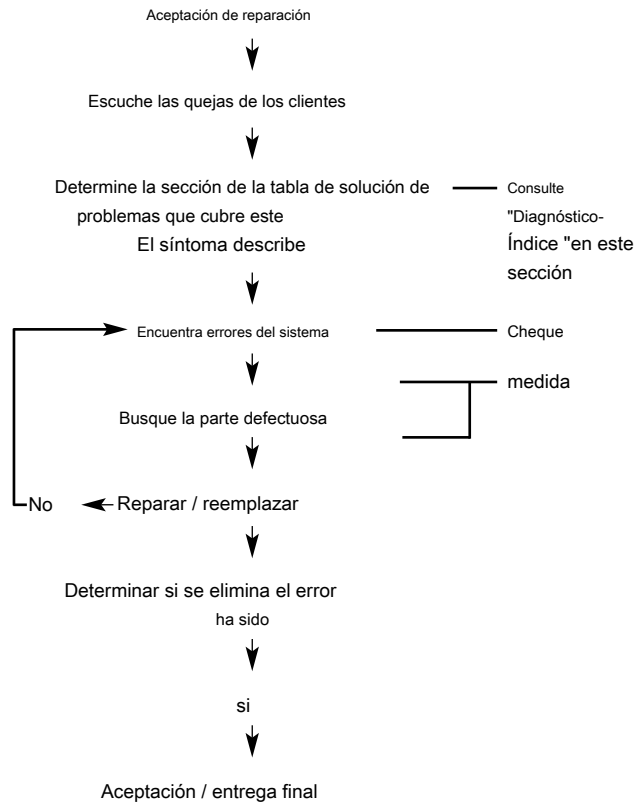 Aceptación de reparación
Escuche las quejas de los clientes
Determine la sección de la tabla de solución de
problemas que cubre este
El síntoma describe
Consulte
"Diagnóstico-
Índice "en este
sección
Encuentra errores del sistema
Cheque
medida
Busque la parte defectuosa
No
Reparar / reemplazar
Determinar si se elimina el error
ha sido
si
Aceptación / entrega final